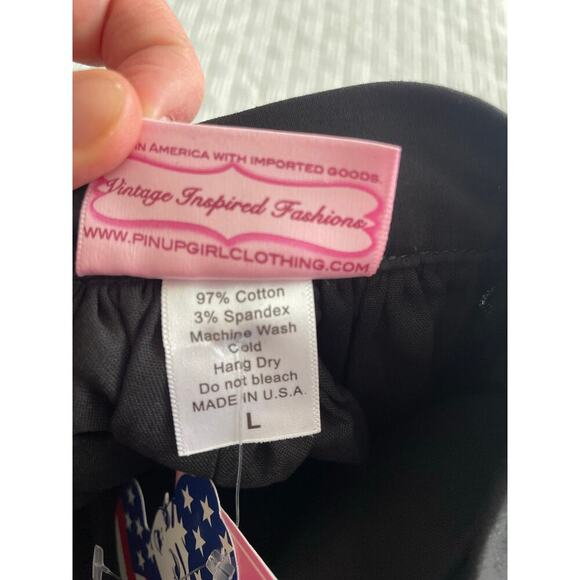 IN AMERICA WITH IMPORTED GOODS.
Vintage Inspired Fashions
WWW.PINUPGIRLCLOTHING.COM
97% Cotton
3% Spandex
Machine Wash
Cold
Hang Dry
Do not bleach
MADE IN U.S.A.
L